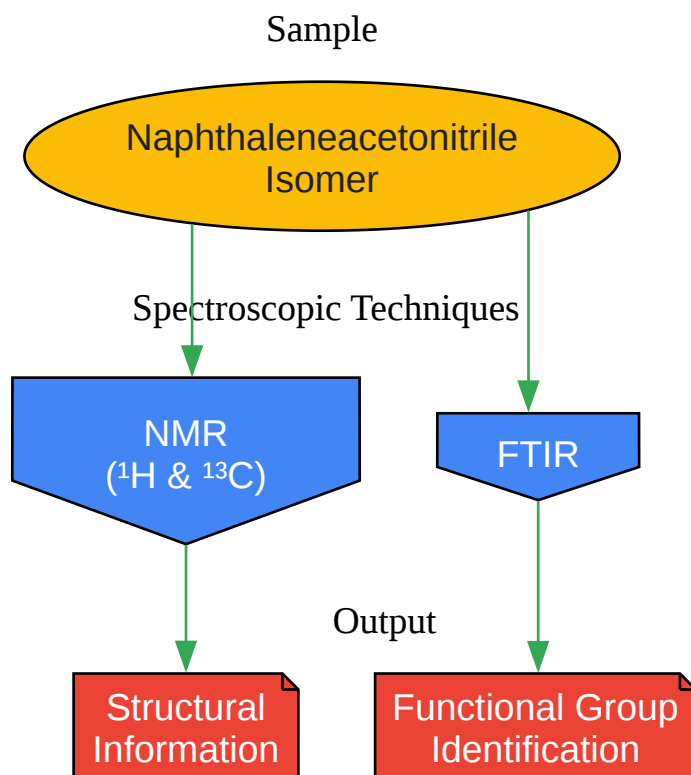 Sample
Naphthaleneacetonitrile
Isomer
Spectroscopic Techniques
NMR
(¹H & ¹³C)
FTIR
Output
Structural
Information
Functional Group
Identification